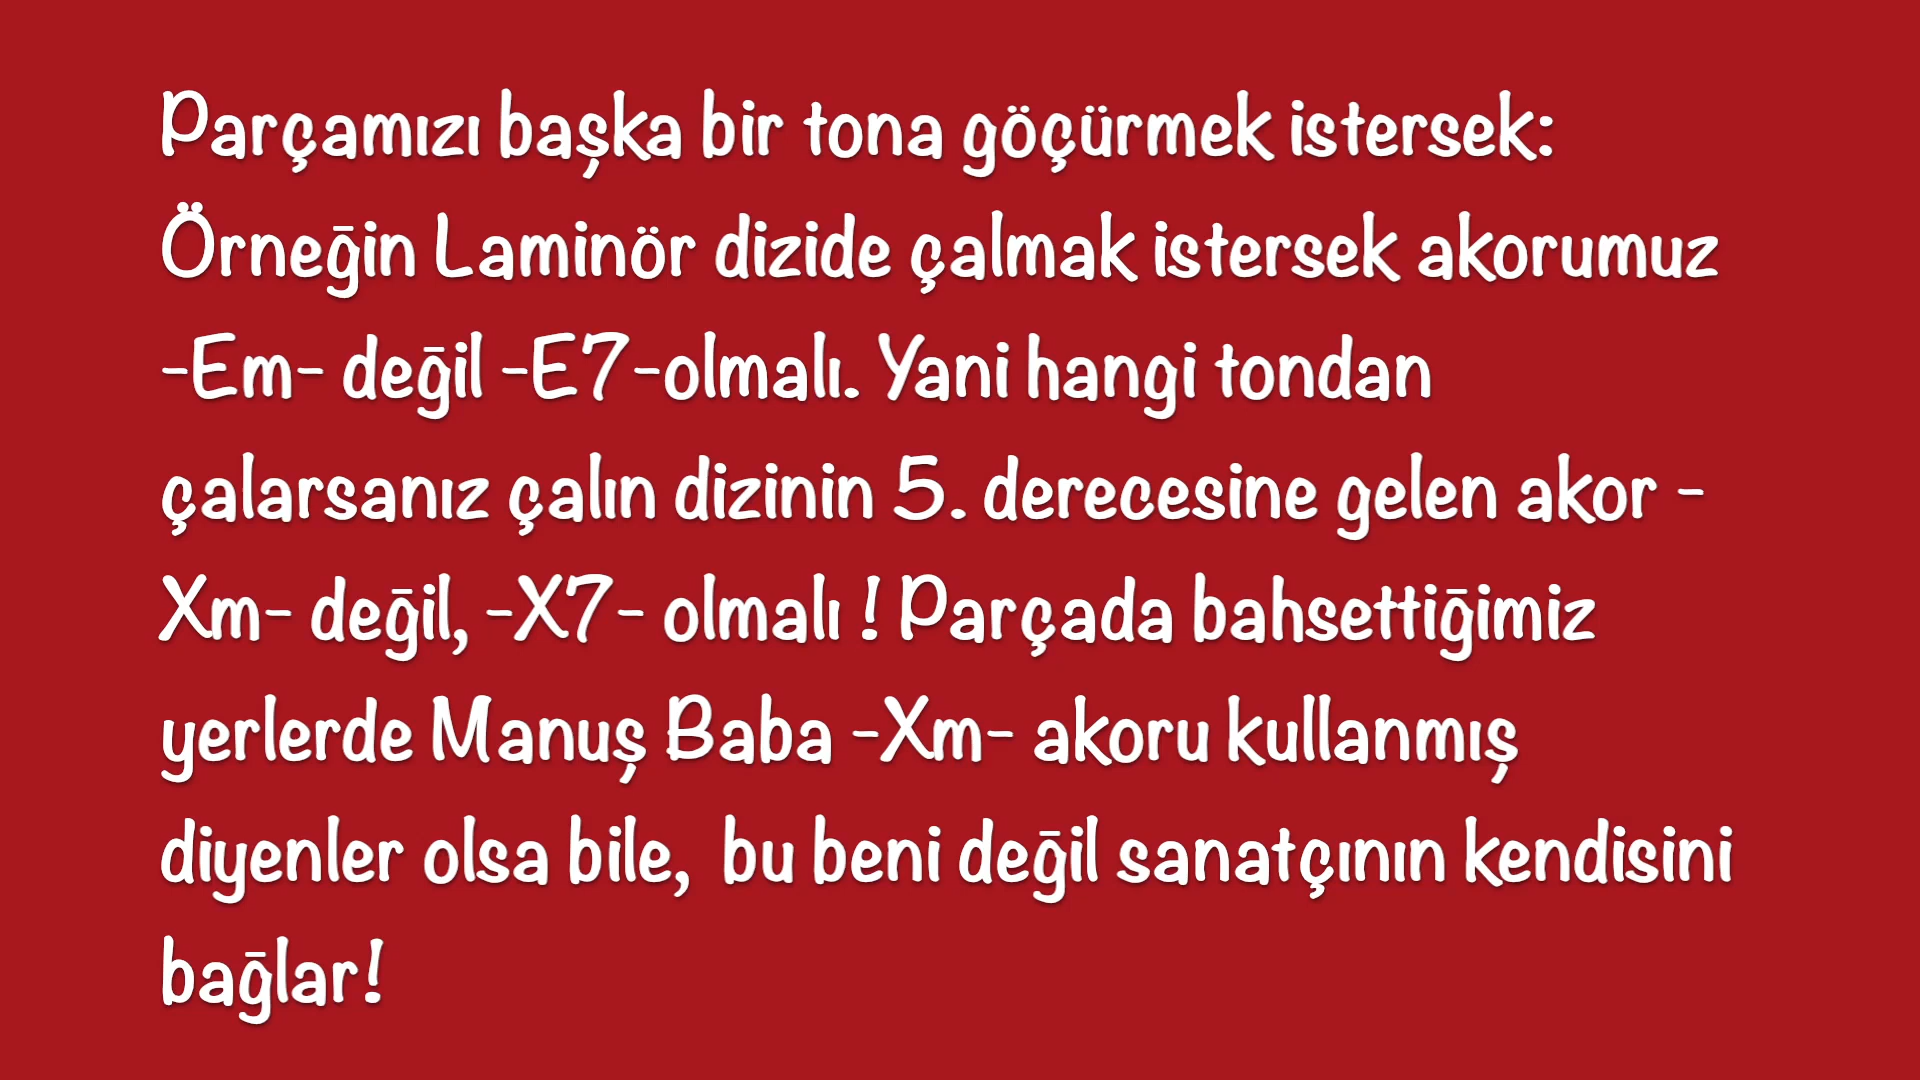 Parçamızı başka bir tona göçürmek istersek:
Örneğin Laminör dizide çalmak istersek akorumuz
-Em- değil -E7-olmalı. Yani hangi tondan
çalarsanız çalın dizinin 5. derecesine gelen akor -
Xm- değil, -X7- olmalı ! Parçada bahsettiğimiz
yerlerde Manuş Baba -Xm- akoru kullanmış
diyenler olsa bile,  bu beni değil sanatçının kendisini
bağlar!